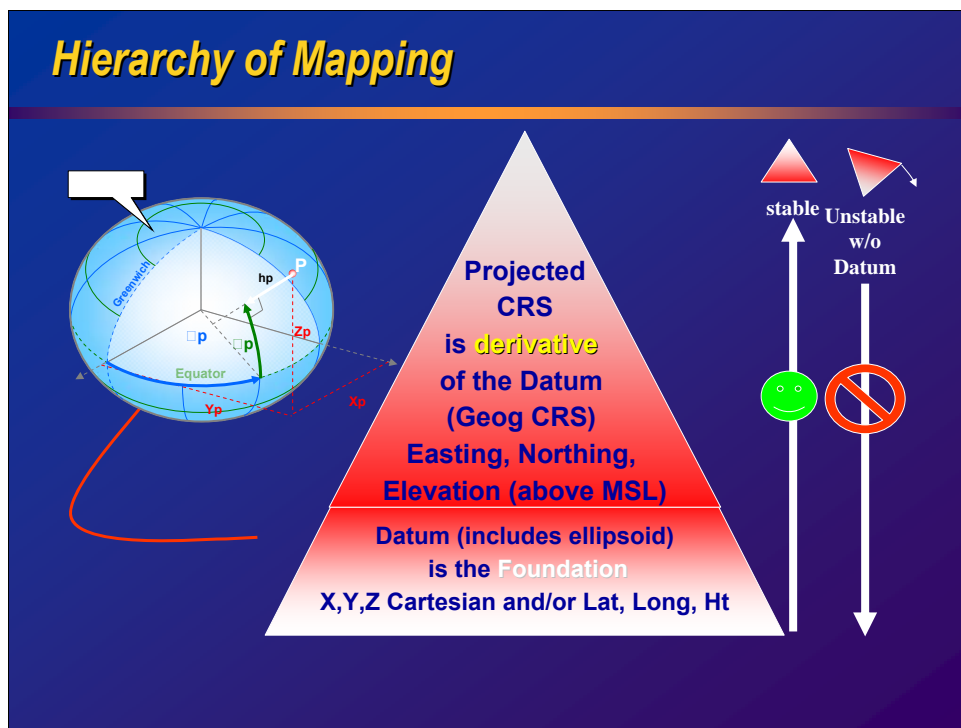 Hierarchy of Mapping
Greenwich
hp
P
Zp
□p
□p
Equator
Yp
Xp
Projected
CRS
is derivative
of the Datum
(Geog CRS)
Easting, Northing,
Elevation (above MSL)
Datum (includes ellipsoid)
is the Foundation
X,Y,Z Cartesian and/or Lat, Long, Ht
stable
Unstable
w/o
Datum